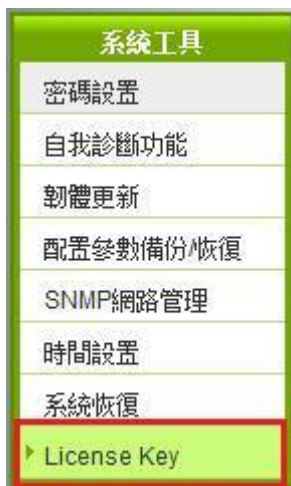 系統工具
密碼設置
自我診斷功能
韌體更新
配置參數備份/恢復
SNMP網路管理
時間設置
系統恢復
License Key